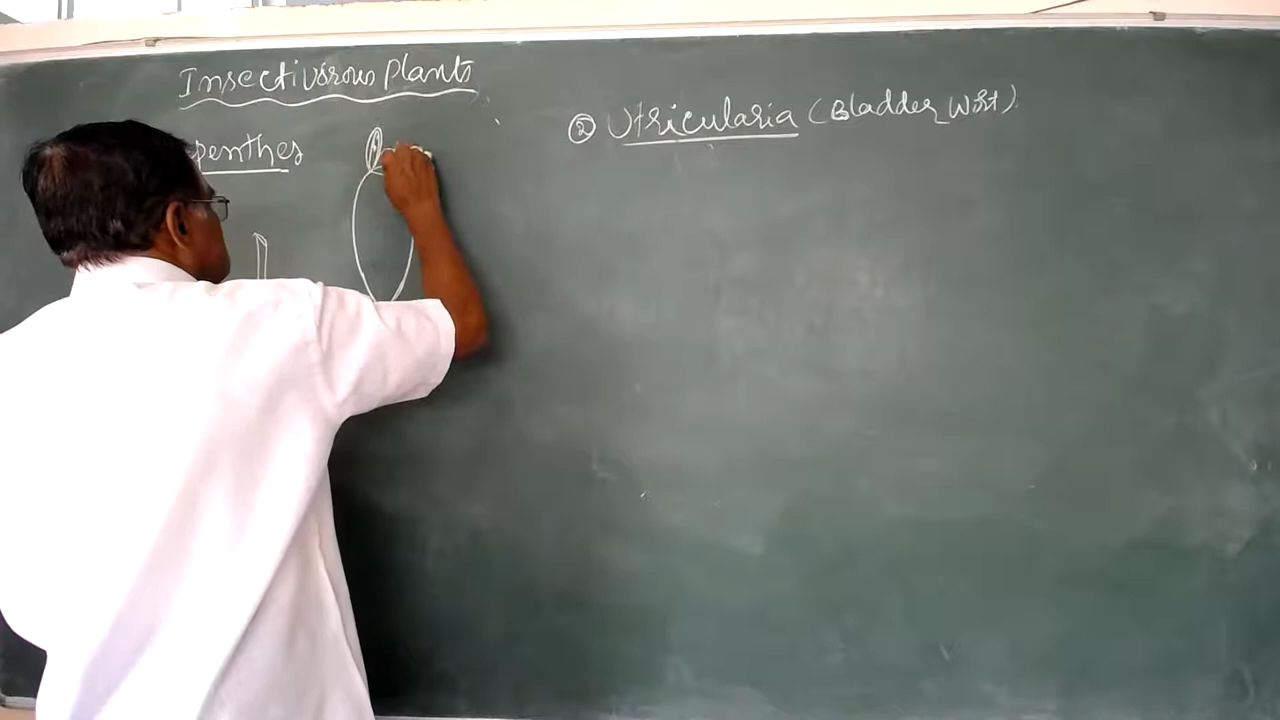 Insectivorous Plants
penthes
② Utricularia (Bladder Wort)